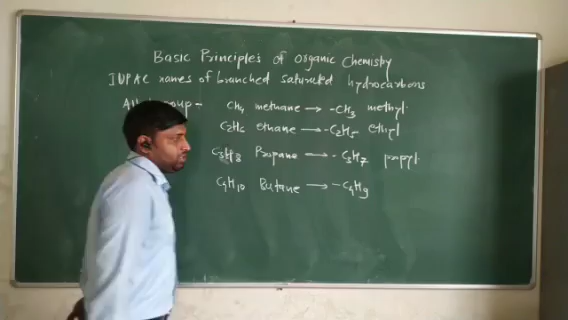 Basic Principles of Organic Chemistry
IUPAC names of branched saturated hydrocarbons
CH4 methane → -CH3 methyl.
C2H6 ethane → -C2H5 ethyl
C3H8 Propane → -C3H7 propyl.
C4H10 Butane → -C4H9